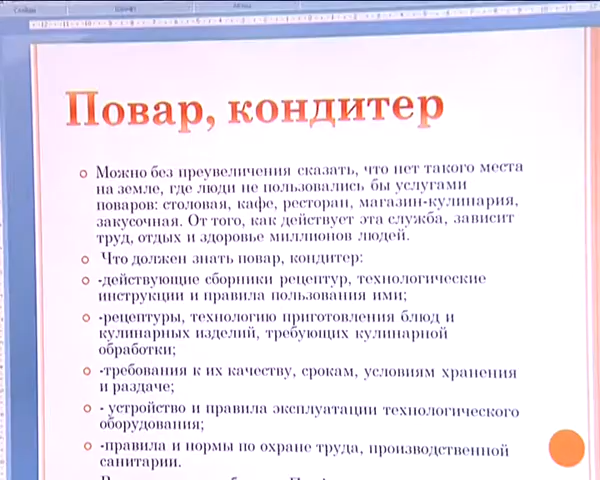 Повар, кондитер
Можно без преувеличения сказать, что нет такого места
на земле, где люди не пользовались бы услугами
поваров: столовая, кафе, ресторан, магазин-кулинария,
закусочная. От того, как действует эта служба, зависит
труд, отдых и здоровье миллионов людей.
Что должен знать повар, кондитер:
-действующие сборники рецептур, технологические
инструкции и правила пользования ими;
-рецептуры, технологию приготовления блюд и
кулинарных изделий, требующих кулинарной
обработки;
-требования к их качеству, срокам, условиям хранения
и раздаче;
- устройство и правила эксплуатации технологического
оборудования;
-правила и нормы по охране труда, производственной
санитарии.